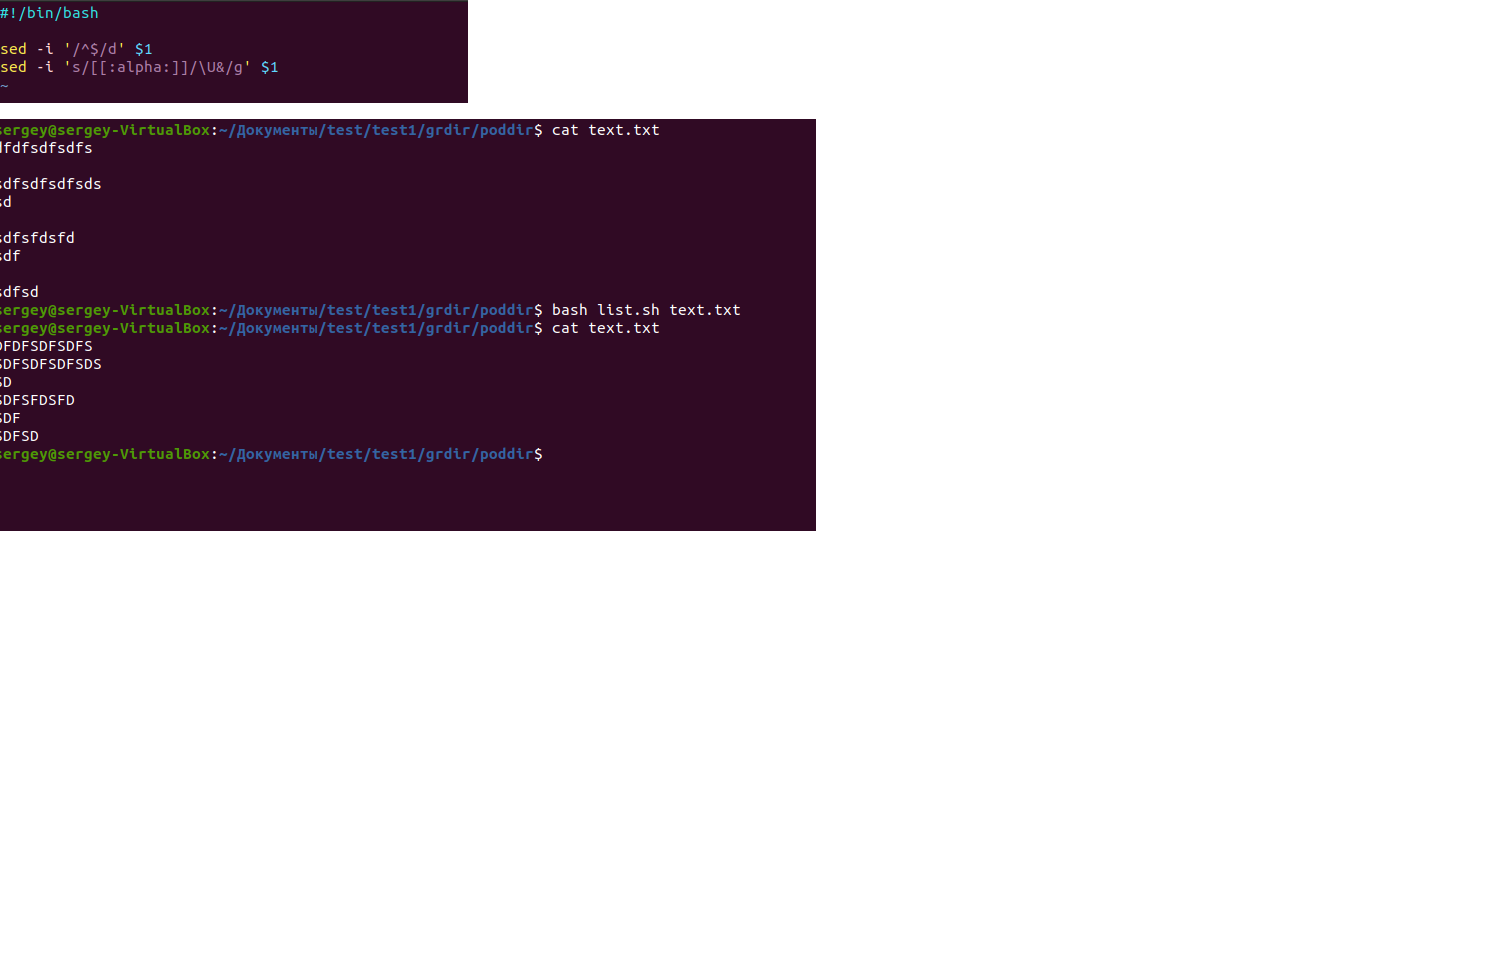 #!/bin/bash
sed -i '/^$/d' $1
sed -i 's/[[:alpha:]]/\U&/g' $1
~
sergey@sergey-VirtualBox:~/Документы/test/test1/grdir/poddir$ cat text.txt
dfdfsdfsdfs
sdfsdfsdfsds
sd
sdfsfdsfd
sdf
sdfsd
sergey@sergey-VirtualBox:~/Документы/test/test1/grdir/poddir$ bash list.sh text.txt
sergey@sergey-VirtualBox:~/Документы/test/test1/grdir/poddir$ cat text.txt
DFDFSDFSDFS
SDFSDFSDFSDS
SD
SDFSFDSFD
SDF
SDFSD
sergey@sergey-VirtualBox:~/Документы/test/test1/grdir/poddir$